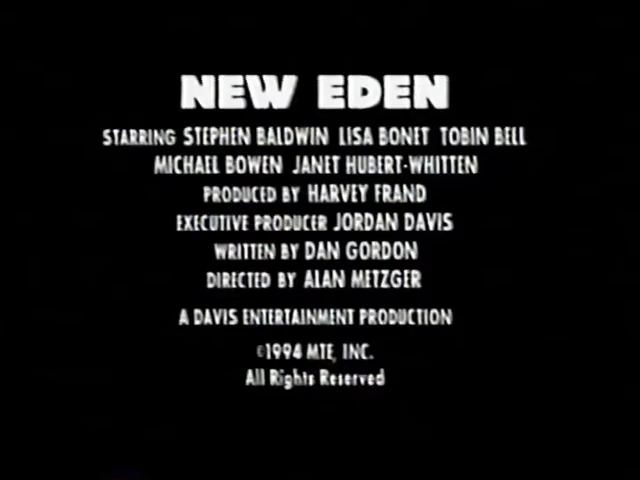 NEW EDEN
STARRING STEPHEN BALDWIN LISA BONET TOBIN BELL
MICHAEL BOWEN JANET HUBERT-WHITTEN
PRODUCED BY HARVEY FRAND
EXECUTIVE PRODUCER JORDAN DAVIS
WRITTEN BY DAN GORDON
DIRECTED BY ALAN METZGER
A DAVIS ENTERTAINMENT PRODUCTION
©1994 MTE, INC.
All Rights Reserved